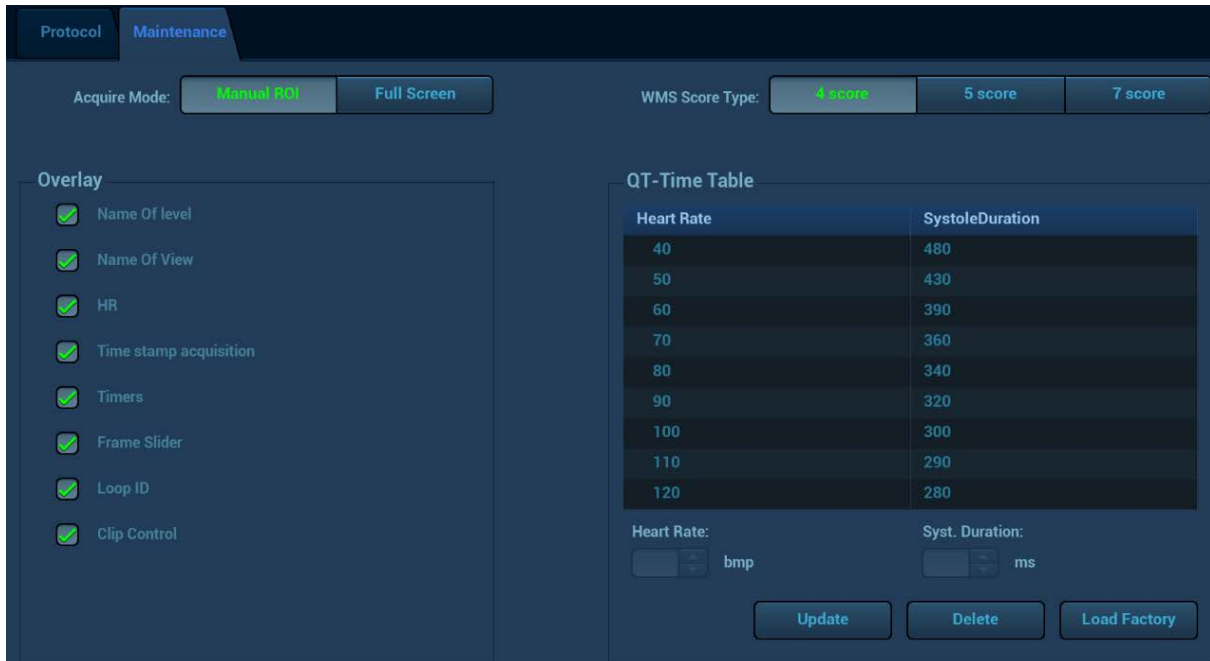 Protocol Maintenance
Acquire Mode: Manual ROI Full Screen
WMS Score Type: 4 score 5 score 7 score
Overlay
Name Of level
Name Of View
HR
Time stamp acquisition
Timers
Frame Slider
Loop ID
Clip Control
QT-Time Table
Heart Rate SystoleDuration
40 480
50 430
60 390
70 360
80 340
90 320
100 300
110 290
120 280
Heart Rate: Syst. Duration:
bmp ms
Update Delete Load Factory